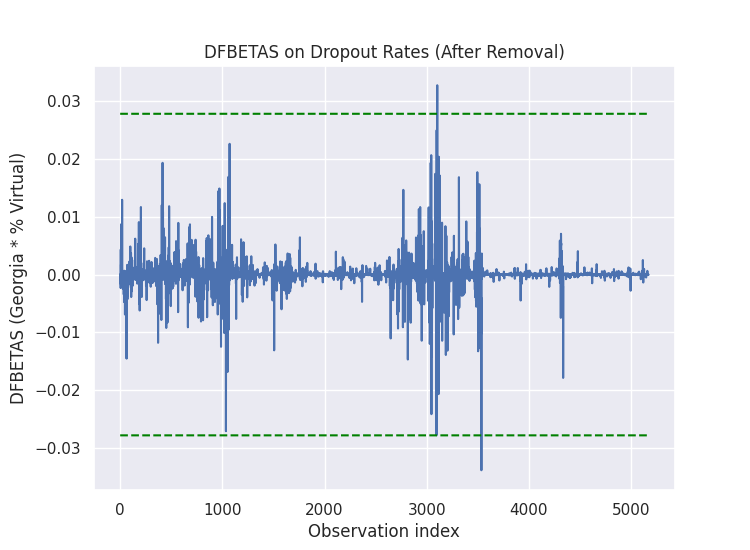 DFBETAS on Dropout Rates (After Removal)
DFBETAS (Georgia * % Virtual)
0.03
0.02
0.01
0.00
−0.01
−0.02
−0.03
0 1000 2000 3000 4000 5000
Observation index